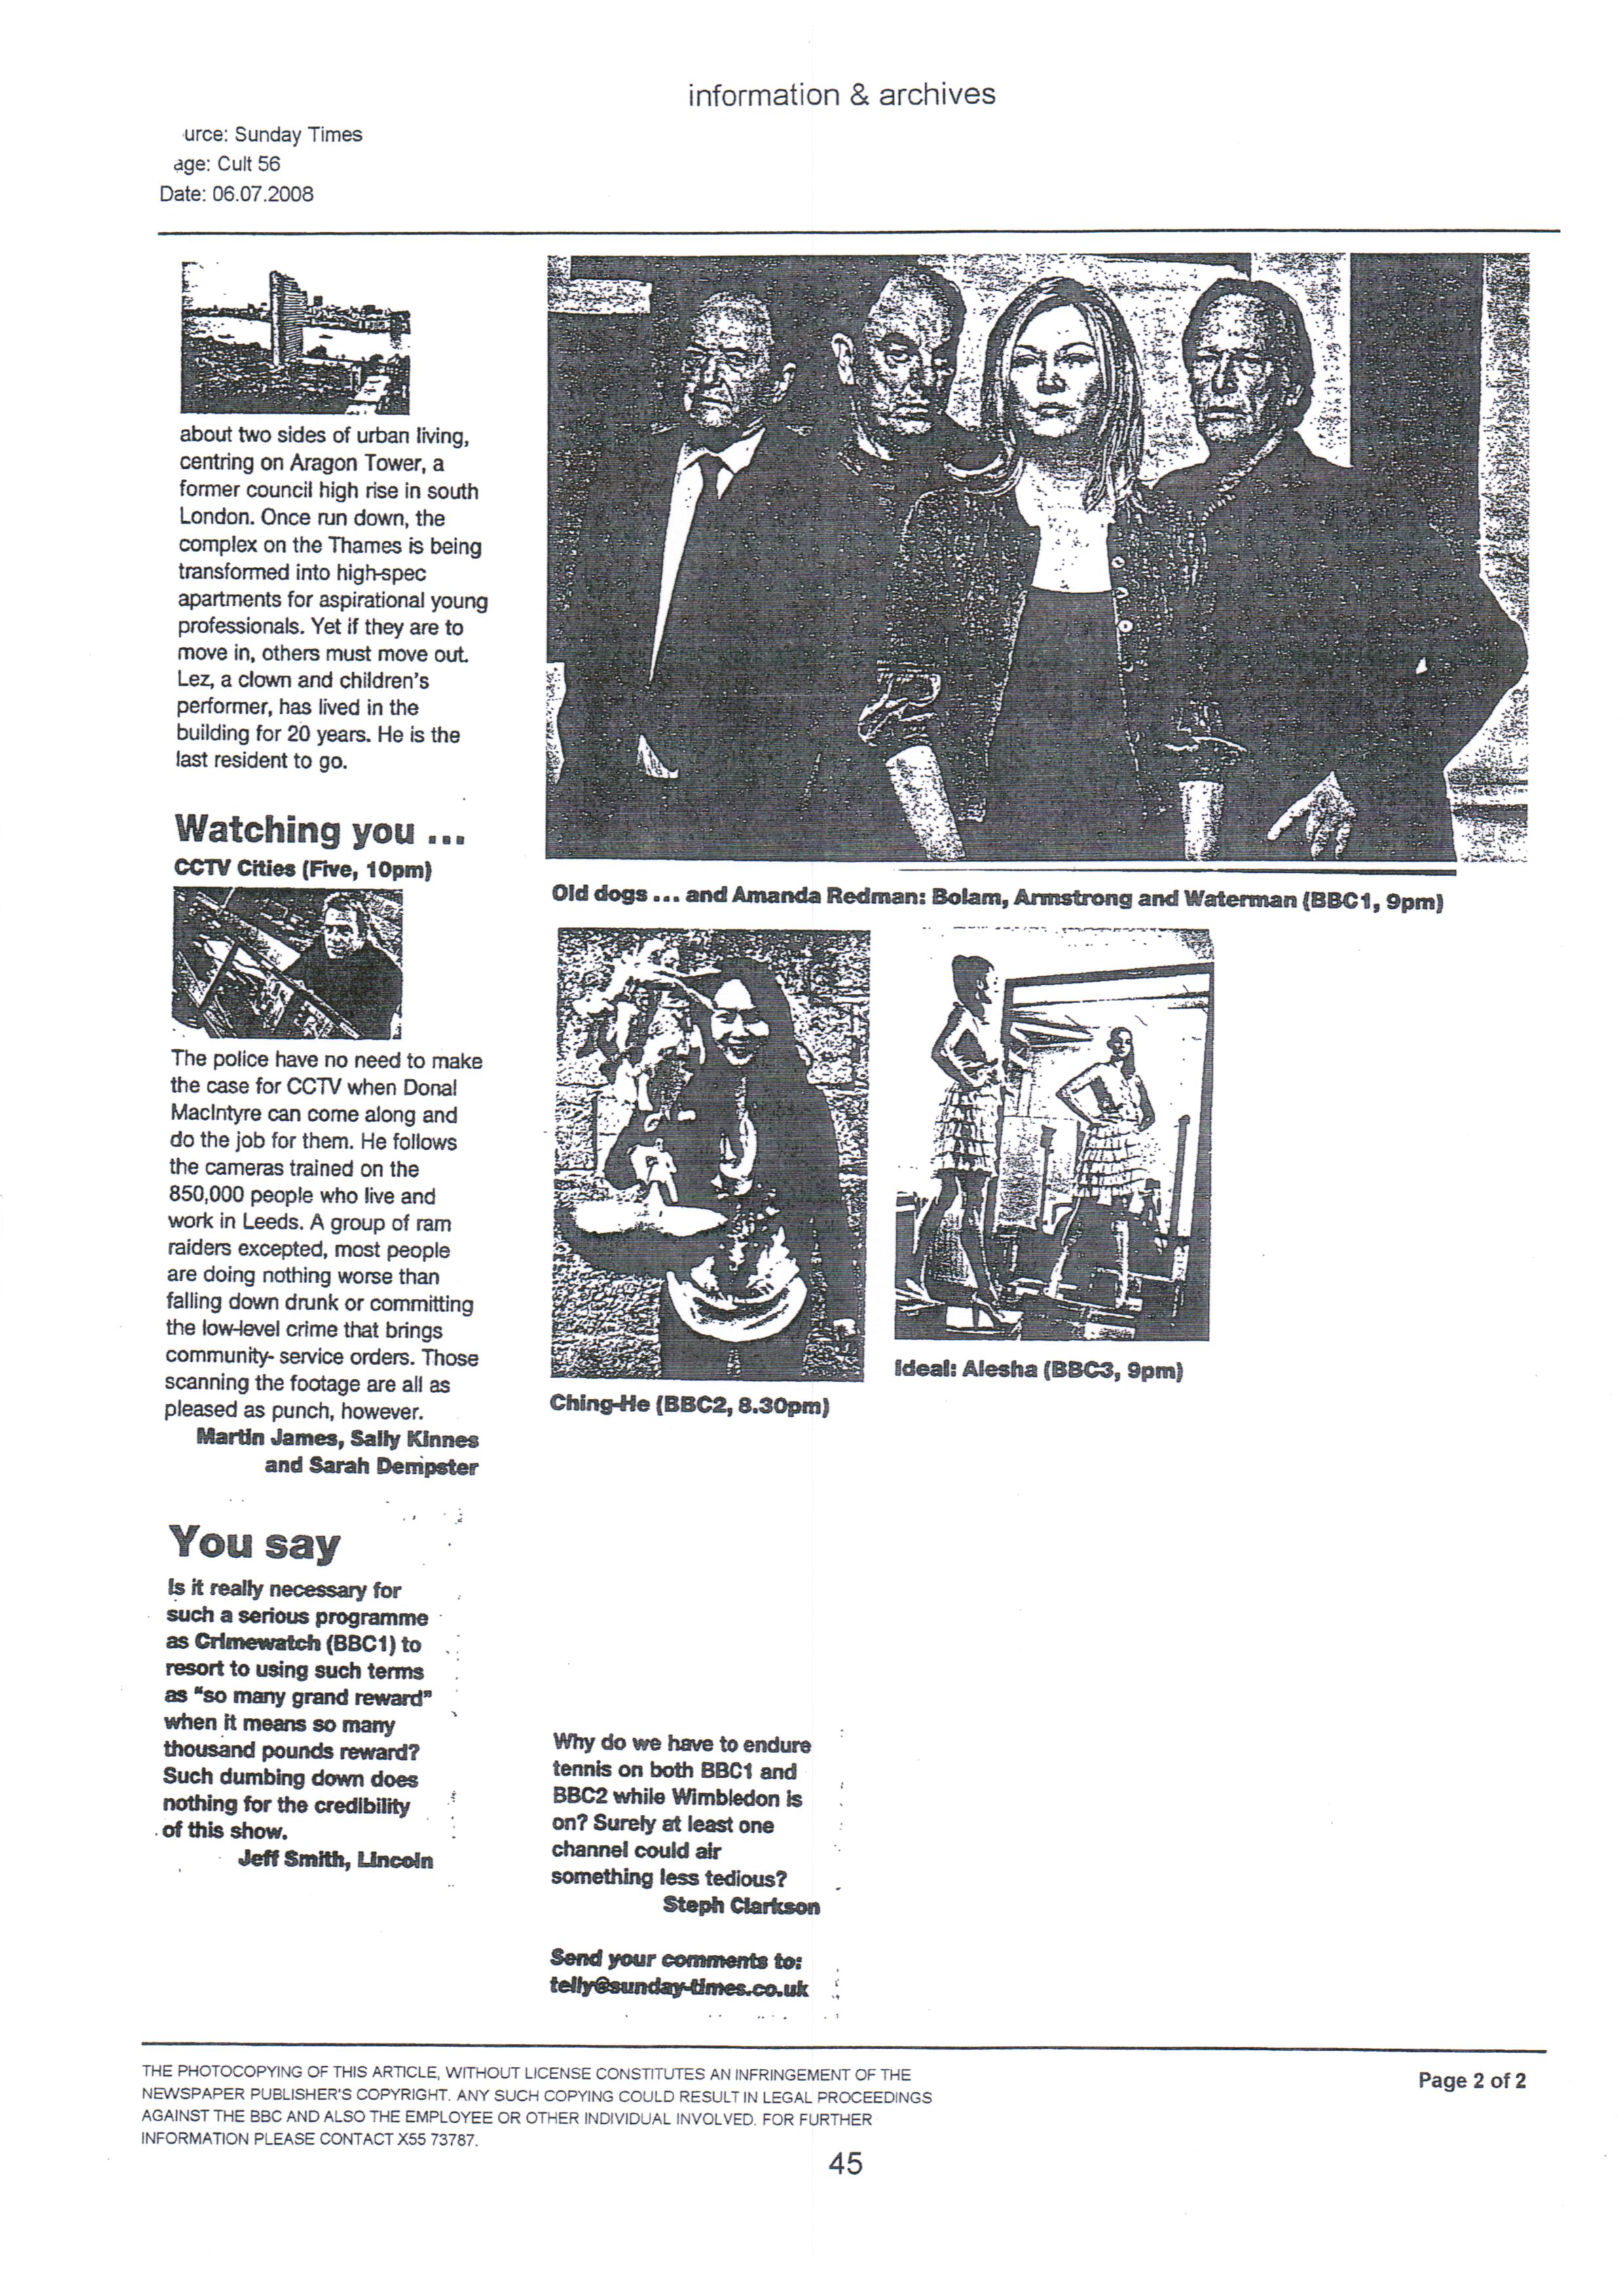 information & archives
urce: Sunday Times
age: Cult 56
Date: 06.07.2008
about two sides of urban living,
centring on Aragon Tower, a
former council high rise in south
London. Once run down, the
complex on the Thames is being
transformed into high-spec
apartments for aspirational young
professionals. Yet if they are to
move in, others must move out.
Lez, a clown and children's
performer, has lived in the
building for 20 years. He is the
last resident to go.
Watching you ...
CCTV Cities (Five, 10pm)
The police have no need to make
the case for CCTV when Donal
MacIntyre can come along and
do the job for them. He follows
the cameras trained on the
850,000 people who live and
work in Leeds. A group of ram
raiders excepted, most people
are doing nothing worse than
falling down drunk or committing
the low-level crime that brings
community- service orders. Those
scanning the footage are all as
pleased as punch, however.
Martin James, Sally Kinnes
and Sarah Dempster
You say
Is it really necessary for
such a serious programme
as Crimewatch (BBC1) to
resort to using such terms
as "so many grand reward"
when it means so many
thousand pounds reward?
Such dumbing down does
nothing for the credibility
of this show.
Jeff Smith, Lincoln
Old dogs ... and Amanda Redman: Bolam, Armstrong and Waterman (BBC1, 9pm)
Ching-He (BBC2, 8.30pm)
Ideal: Alesha (BBC3, 9pm)
Why do we have to endure
tennis on both BBC1 and
BBC2 while Wimbledon is
on? Surely at least one
channel could air
something less tedious?
Steph Clarkson
Send your comments to:
telly@sunday-times.co.uk
THE PHOTOCOPYING OF THIS ARTICLE, WITHOUT LICENSE CONSTITUTES AN INFRINGEMENT OF THE
NEWSPAPER PUBLISHER'S COPYRIGHT. ANY SUCH COPYING COULD RESULT IN LEGAL PROCEEDINGS
AGAINST THE BBC AND ALSO THE EMPLOYEE OR OTHER INDIVIDUAL INVOLVED. FOR FURTHER
INFORMATION PLEASE CONTACT X55 73787.
Page 2 of 2
45